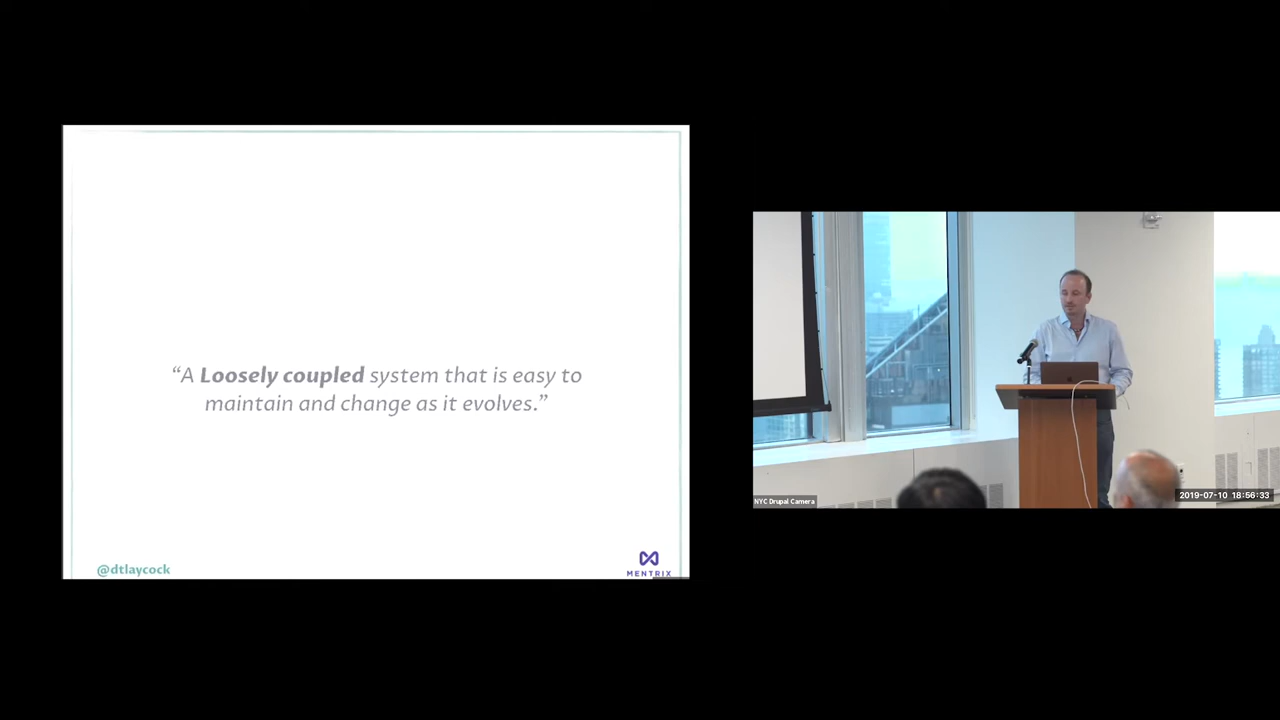 “A Loosely coupled system that is easy to
maintain and change as it evolves.”
@dtlaycock
MENTRIX
NYC Drupal Camera
2019-07-10 18:56:33